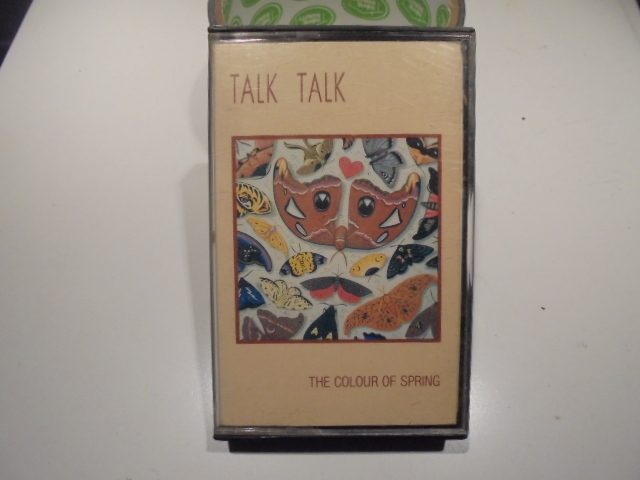 TALK TALK
THE COLOUR OF SPRING